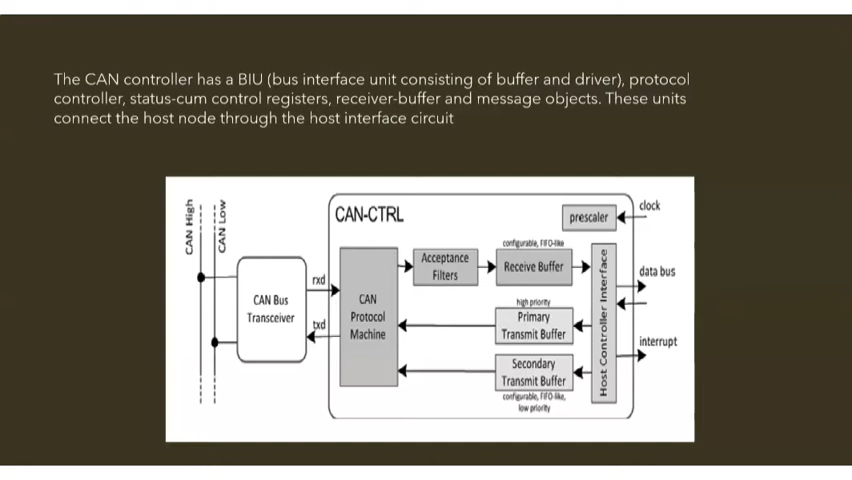 The CAN controller has a BIU (bus interface unit consisting of buffer and driver), protocol
controller, status-cum control registers, receiver-buffer and message objects. These units
connect the host node through the host interface circuit
CAN High
CAN Low
CAN-CTRL
prescaler
clock
CAN Bus
Transceiver
rxd
txd
CAN
Protocol
Machine
Acceptance
Filters
configurable, FIFO-like
Receive Buffer
high priority
Primary
Transmit Buffer
Secondary
Transmit Buffer
configurable, FIFO-like,
low priority
Host Controller Interface
data bus
interrupt